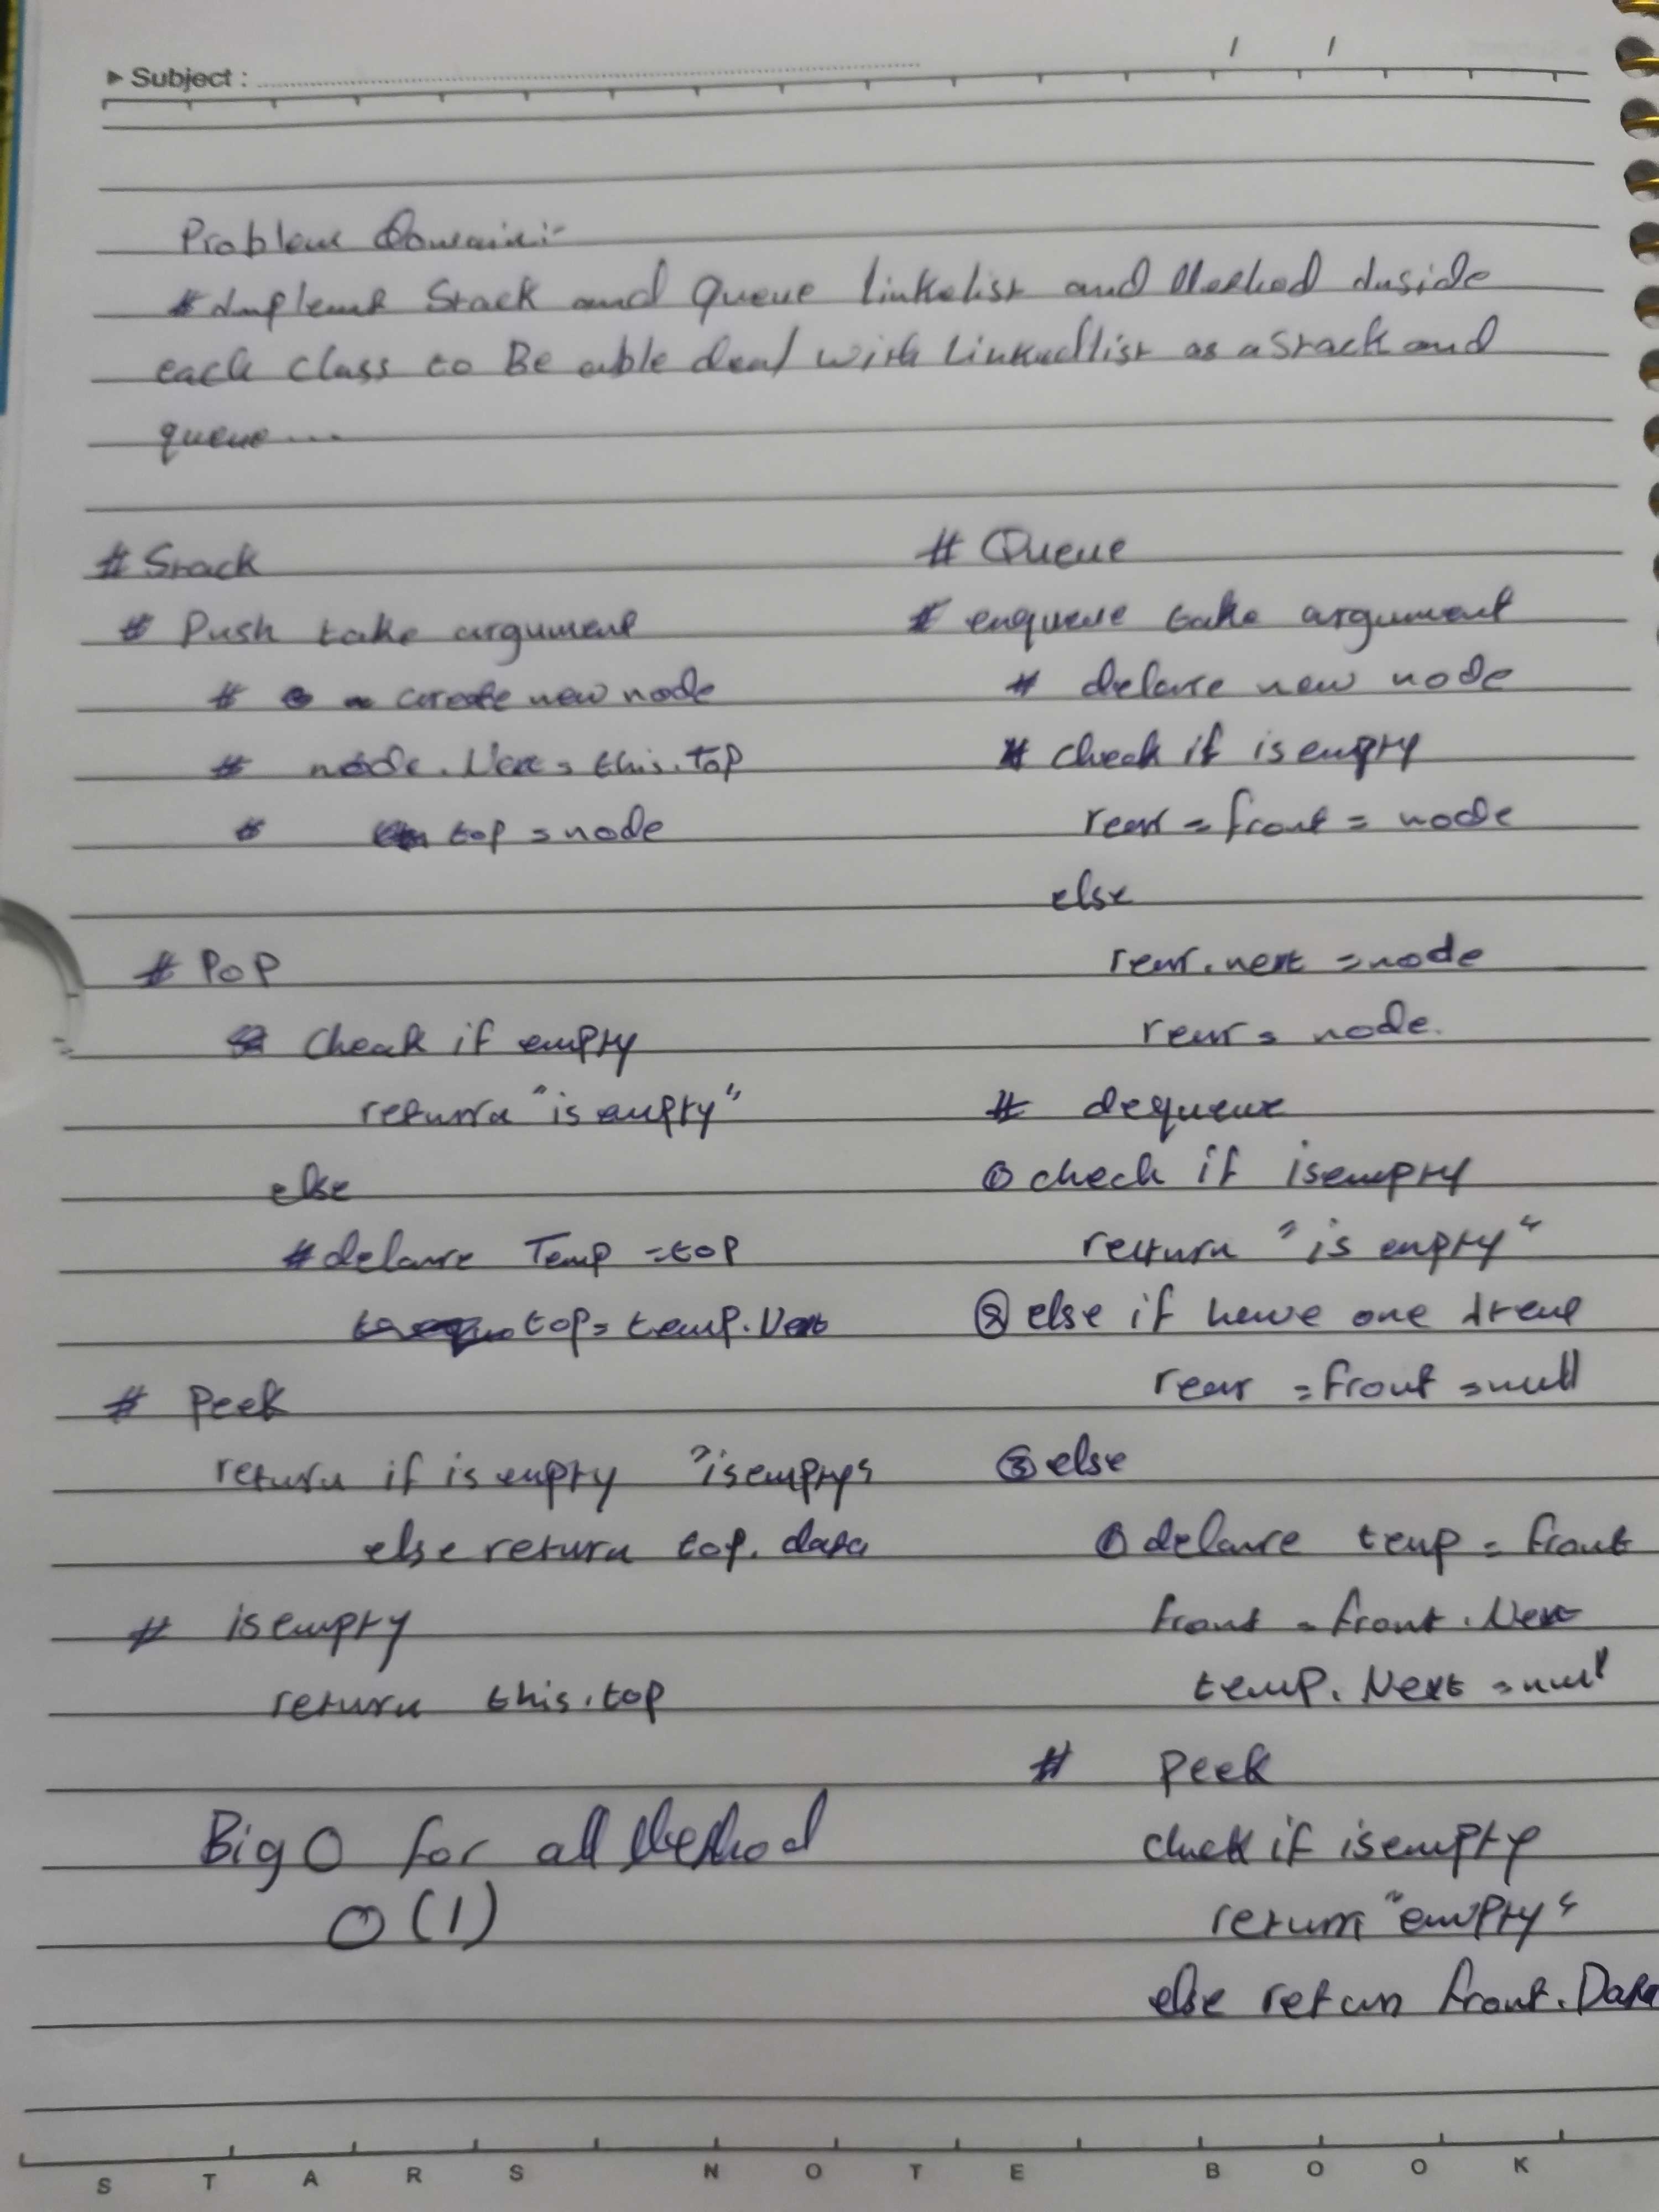 Subject :
Problem Domain:-
# Implemt Stack and Queue linkelist and Method Inside
each class to Be able deal with Linkedlist as a Stack and
queue ...
# Stack
# Push take argument
# create new node
# node.Next = this.Top
# top = node
# PoP
Cheak if empty
return "is empty"
else
# delare Temp = top
top = temp.Next
# Peek
return if is empty "isempty"
else return top. data
# isempty
return this.top
Big O for all Method
O(1)
# Queue
# enqueue take argument
# delare new node
# check if is empty
rear = front = node
else
rear.next = node
rear = node.
# dequeue
① check if isempty
return "is empty"
② else if have one item
rear = front = null
③ else
① delare temp = front
front = front.Next
temp. Next = null
# Peek
check if isempty
return "empty"
else return front.Data
STARS NOTE BOOK